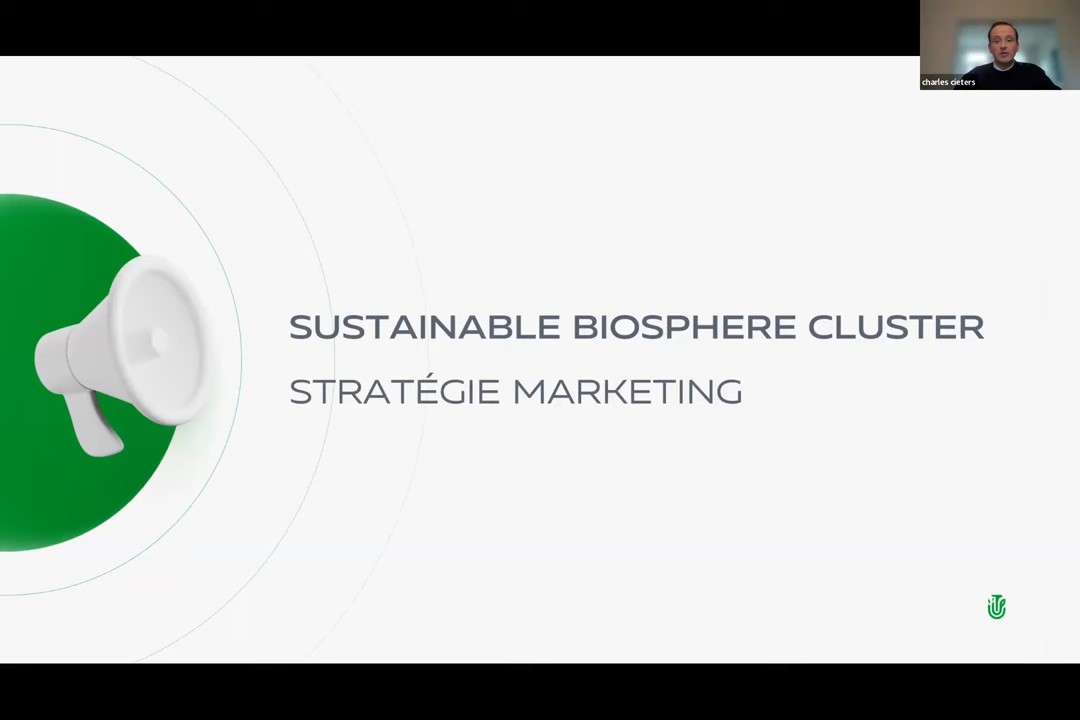 charles cieters
SUSTAINABLE BIOSPHERE CLUSTER
STRATÉGIE MARKETING